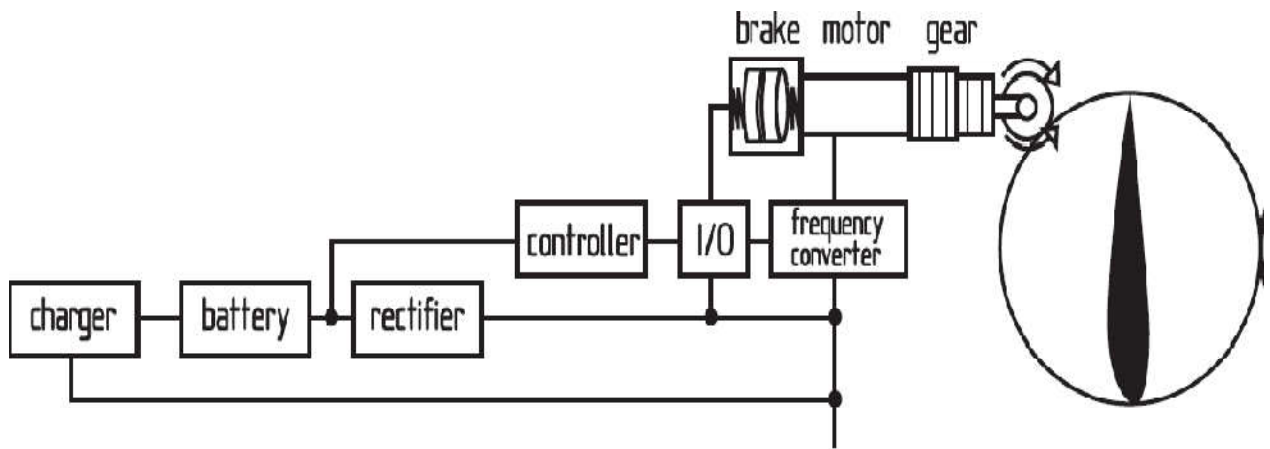 brake motor gear
controller
I/O
frequency
converter
charger
battery
rectifier